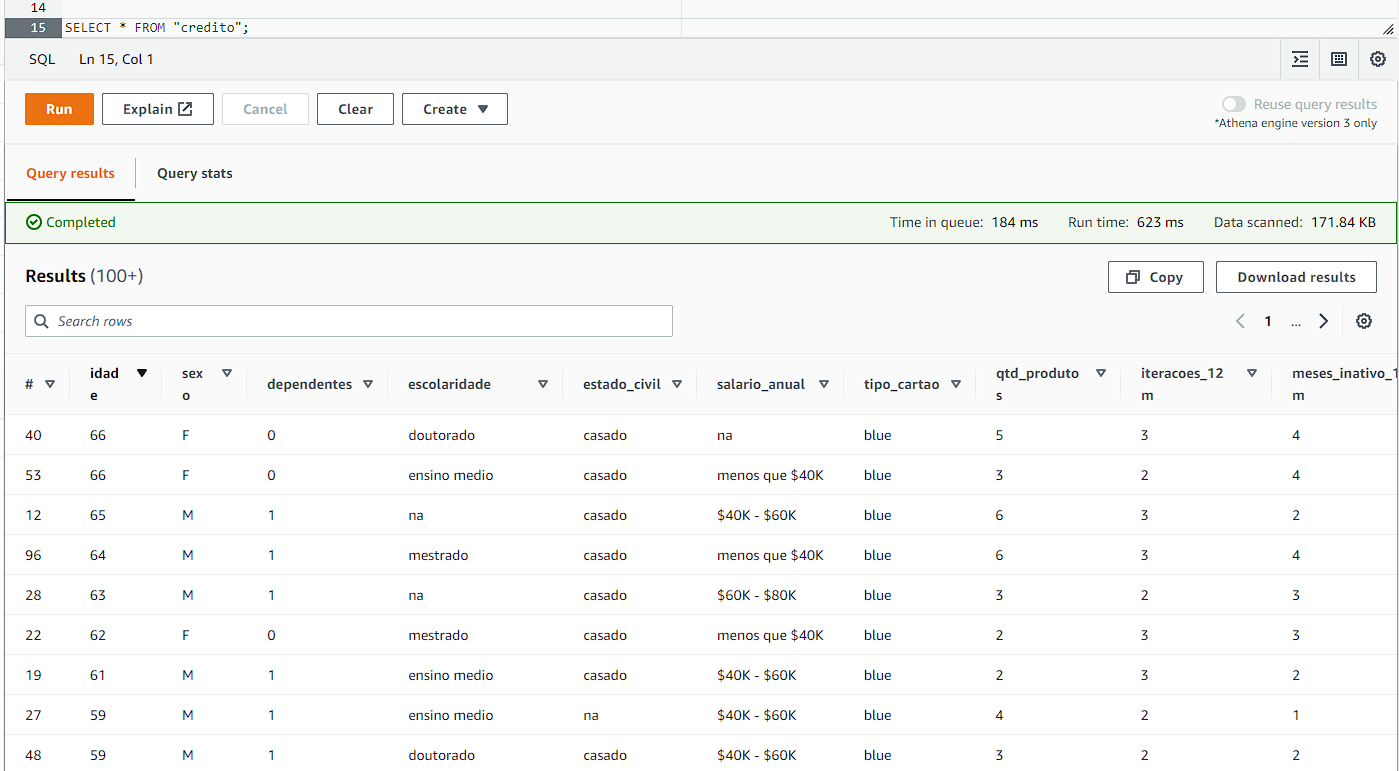 14
15 SELECT * FROM "credito";
SQL Ln 15, Col 1
Run Explain Cancel Clear Create Reuse query results
*Athena engine version 3 only
Query results Query stats
Completed Time in queue: 184 ms Run time: 623 ms Data scanned: 171.84 KB
Results (100+) Copy Download results
Search rows 1 ...
# idad
e sex
o dependentes escolaridade estado_civil salario_anual tipo_cartao qtd_produto
s iteracoes_12
m meses_inativo_1
m
40 66 F 0 doutorado casado na blue 5 3 4
53 66 F 0 ensino medio casado menos que $40K blue 3 2 4
12 65 M 1 na casado $40K - $60K blue 6 3 2
96 64 M 1 mestrado casado menos que $40K blue 6 3 4
28 63 M 1 na casado $60K - $80K blue 3 2 3
22 62 F 0 mestrado casado menos que $40K blue 2 3 3
19 61 M 1 ensino medio casado $40K - $60K blue 2 3 2
27 59 M 1 ensino medio na $40K - $60K blue 4 2 1
48 59 M 1 doutorado casado $40K - $60K blue 3 2 2